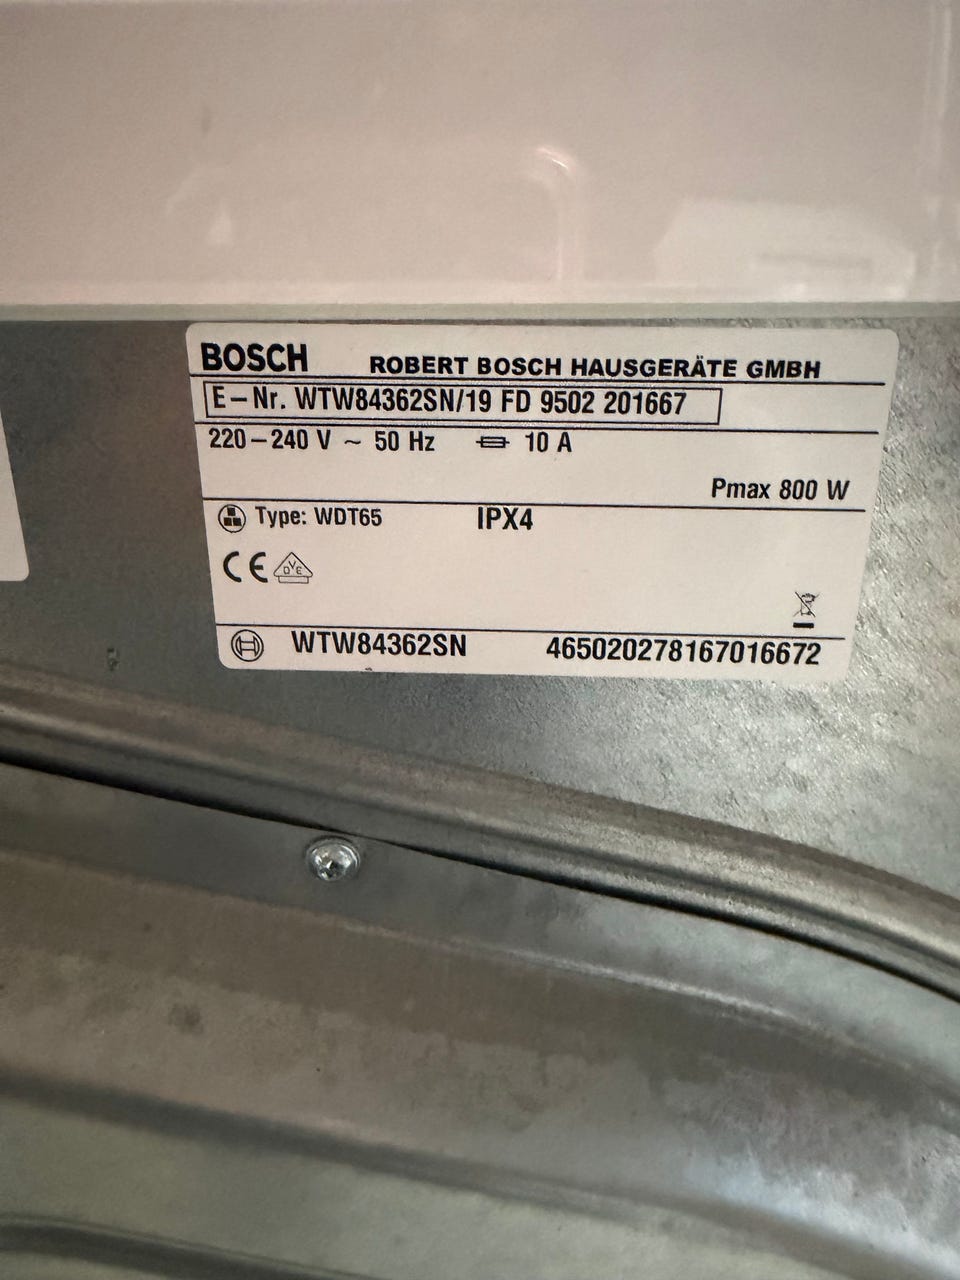 BOSCH ROBERT BOSCH HAUSGERÄTE GMBH
E-Nr. WTW84362SN/19 FD 9502 201667
220-240 V ~ 50 Hz 10 A
Pmax 800 W
Type: WDT65 IPX4
CE DVE
WTW84362SN 465020278167016672